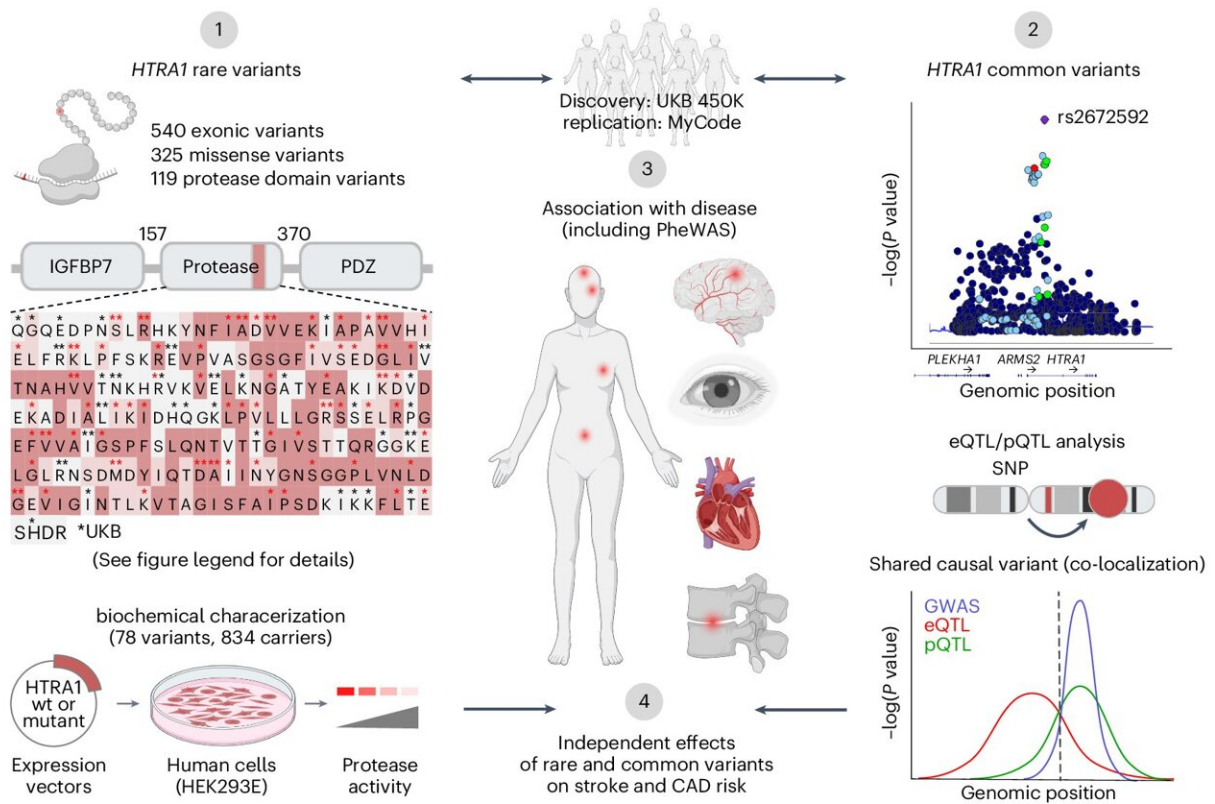 1
HTRA1 rare variants
540 exonic variants
325 missense variants
119 protease domain variants
157
370
IGFBP7
Protease
PDZ
QGQEDPNSLRHKYNFIADVVEKIAPAVVHI
ELFRKLPFSKREVPVASGSGFIVSEDGLIV
TNAHVVTNKHRVKVELKNGATYEAKIKDVD
EKADIALIKIDHQGKLPVLLLGRSSELRPG
EFVVAIGSPFSLQNTVTTGIVSTTQRGGKE
LGLRNSDMDYIQTDAIINYGNSGGPLVNLD
GEVIGINTLKVTAGISFAIPSDKIKKFLTE
SHDR *UKB
(See figure legend for details)
biochemical characerization
(78 variants, 834 carriers)
HTRA1
wt or
mutant
Expression
vectors
Human cells
(HEK293E)
Protease
activity
Discovery: UKB 450K
replication: MyCode
3
Association with disease
(including PheWAS)
4
Independent effects
of rare and common variants
on stroke and CAD risk
2
HTRA1 common variants
rs2672592
–log(P value)
PLEKHA1
ARMS2
HTRA1
Genomic position
eQTL/pQTL analysis
SNP
Shared causal variant (co-localization)
GWAS
eQTL
pQTL
–log(P value)
Genomic position